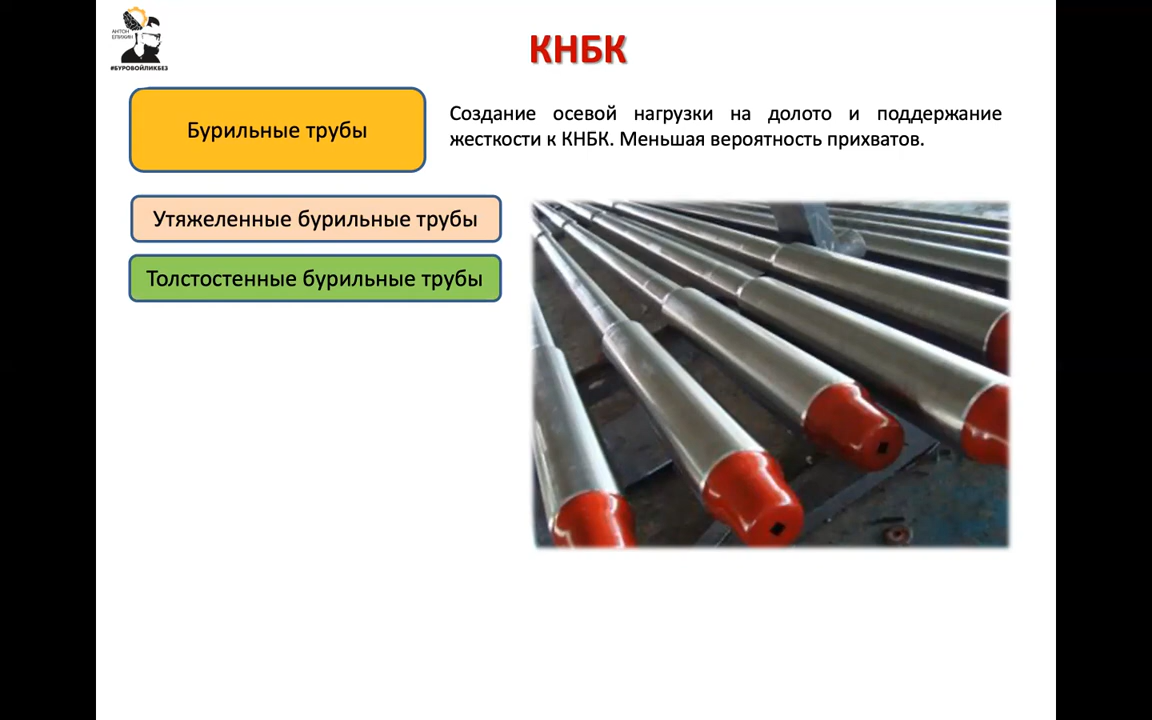 АНТОН
ЕПИХИН
#БУРОВОЙЛИКБЕЗ
КНБК
Бурильные трубы
Создание осевой нагрузки на долото и поддержание
жесткости к КНБК. Меньшая вероятность прихватов.
Утяжеленные бурильные трубы
Толстостенные бурильные трубы